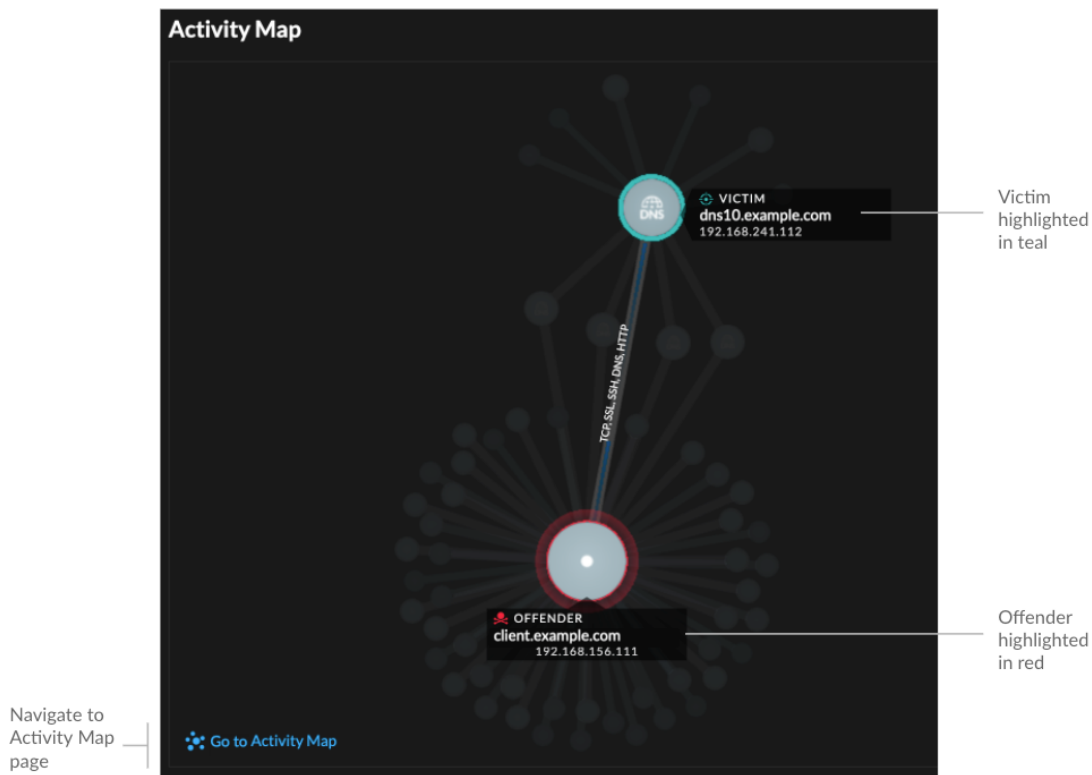 Activity Map
DNS
VICTIM
dns10.example.com
192.168.241.112
Victim
highlighted
in teal
TCP, SSL, SSH, DNS, HTTP
OFFENDER
client.example.com
192.168.156.111
Offender
highlighted
in red
Navigate to
Activity Map
page
Go to Activity Map